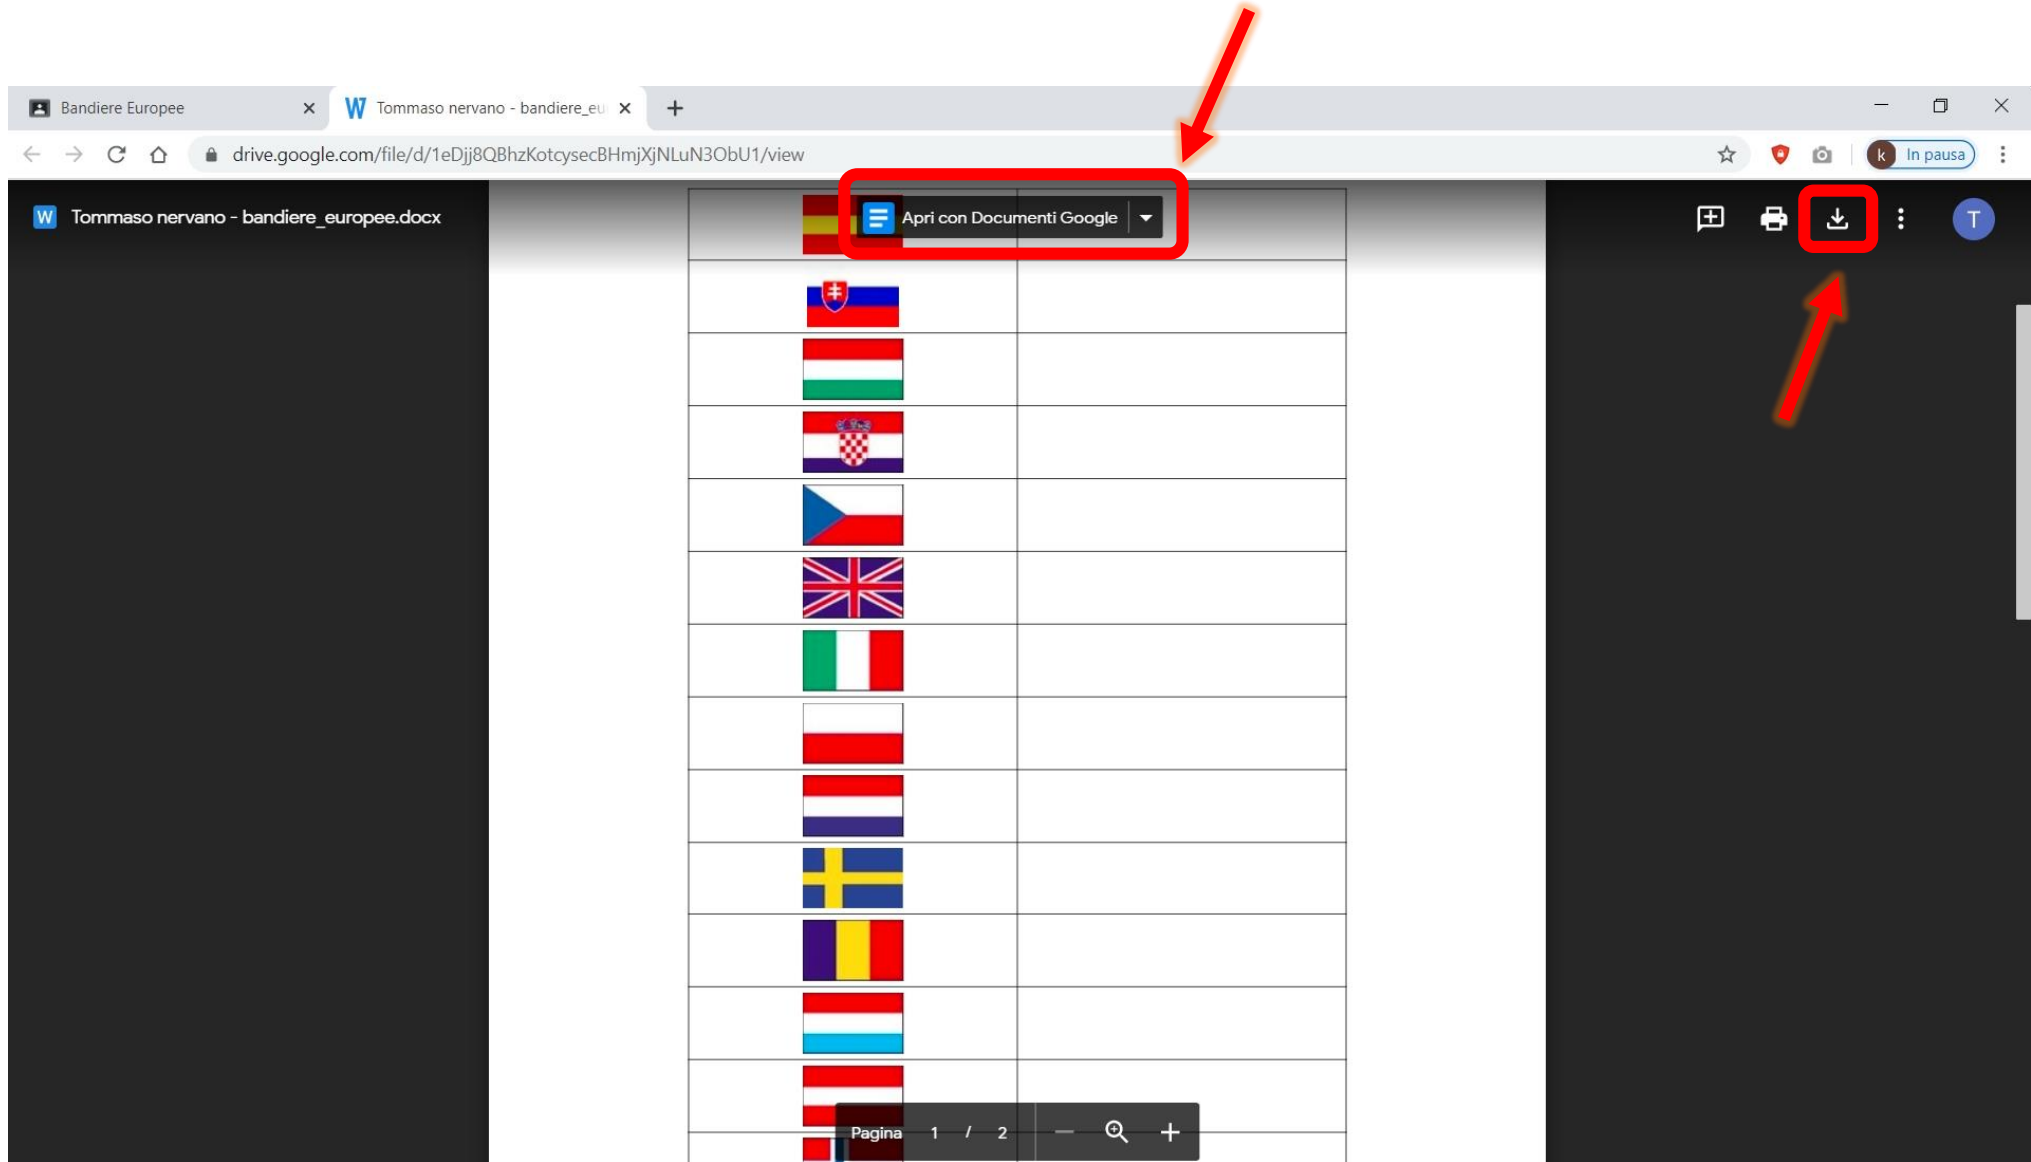 Bandiere Europee
W Tommaso nervano - bandiere_eu
drive.google.com/file/d/1eDjj8QBhzKotcysecBHmjXjNLuN3ObU1/view
k In pausa
W Tommaso nervano - bandiere_europee.docx
Apri con Documenti Google
T
Pagina 1 / 2